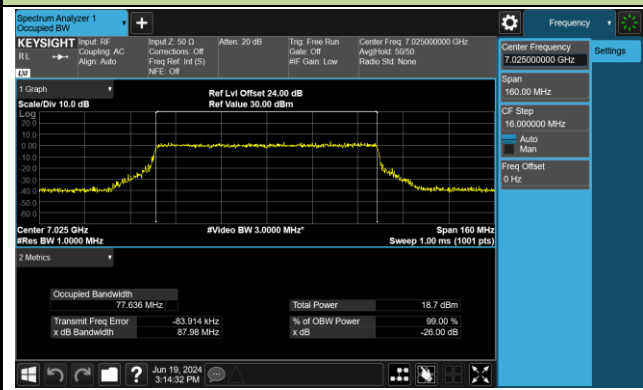 Spectrum Analyzer 1
Occupied BW
Frequency
KEYSIGHT
Input: RF
Coupling: AC
Align: Auto
RL
LXI
Input Z: 50 Ω
Corrections: Off
Freq Ref: Int (S)
NFE: Off
Atten: 20 dB
Trig: Free Run
Gate: Off
#IF Gain: Low
Center Freq: 7.025000000 GHz
Avg|Hold: 50/50
Radio Std: None
Center Frequency
7.025000000 GHz
Settings
Span
160.00 MHz
CF Step
16.000000 MHz
Auto
Man
Freq Offset
0 Hz
1 Graph
Scale/Div 10.0 dB
Ref Lvl Offset 24.00 dB
Ref Value 30.00 dBm
Log
20.0
10.0
0.00
-10.0
-20.0
-30.0
-40.0
-50.0
-60.0
Center 7.025 GHz
#Video BW 3.0000 MHz*
Span 160 MHz
#Res BW 1.0000 MHz
Sweep 1.00 ms (1001 pts)
2 Metrics
Occupied Bandwidth
77.636 MHz
Total Power 18.7 dBm
Transmit Freq Error -83.914 kHz
% of OBW Power 99.00 %
x dB Bandwidth 87.98 MHz
x dB -26.00 dB
?
Jun 19, 2024
3:14:32 PM